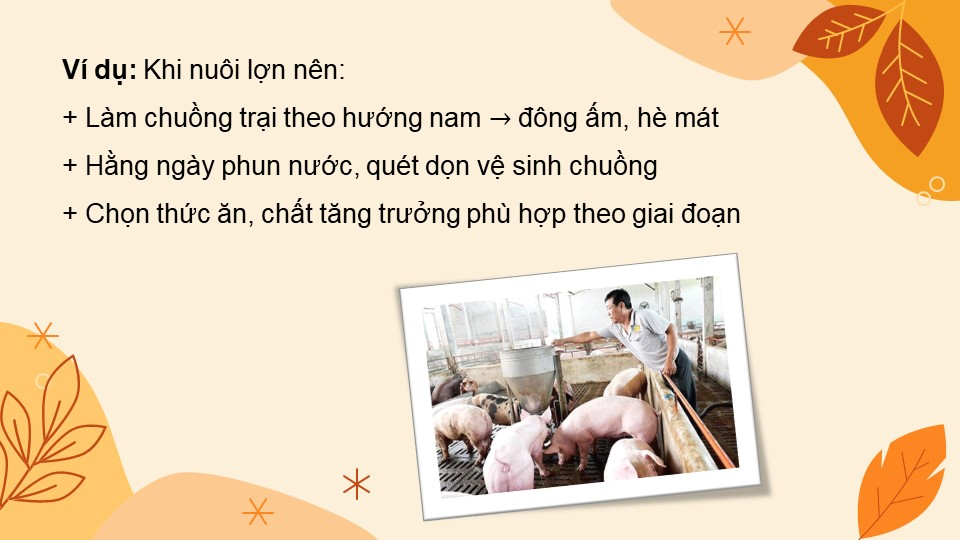 Ví dụ: Khi nuôi lợn nên:
+ Làm chuồng trại theo hướng nam → đông ấm, hè mát
+ Hằng ngày phun nước, quét dọn vệ sinh chuồng
+ Chọn thức ăn, chất tăng trưởng phù hợp theo giai đoạn